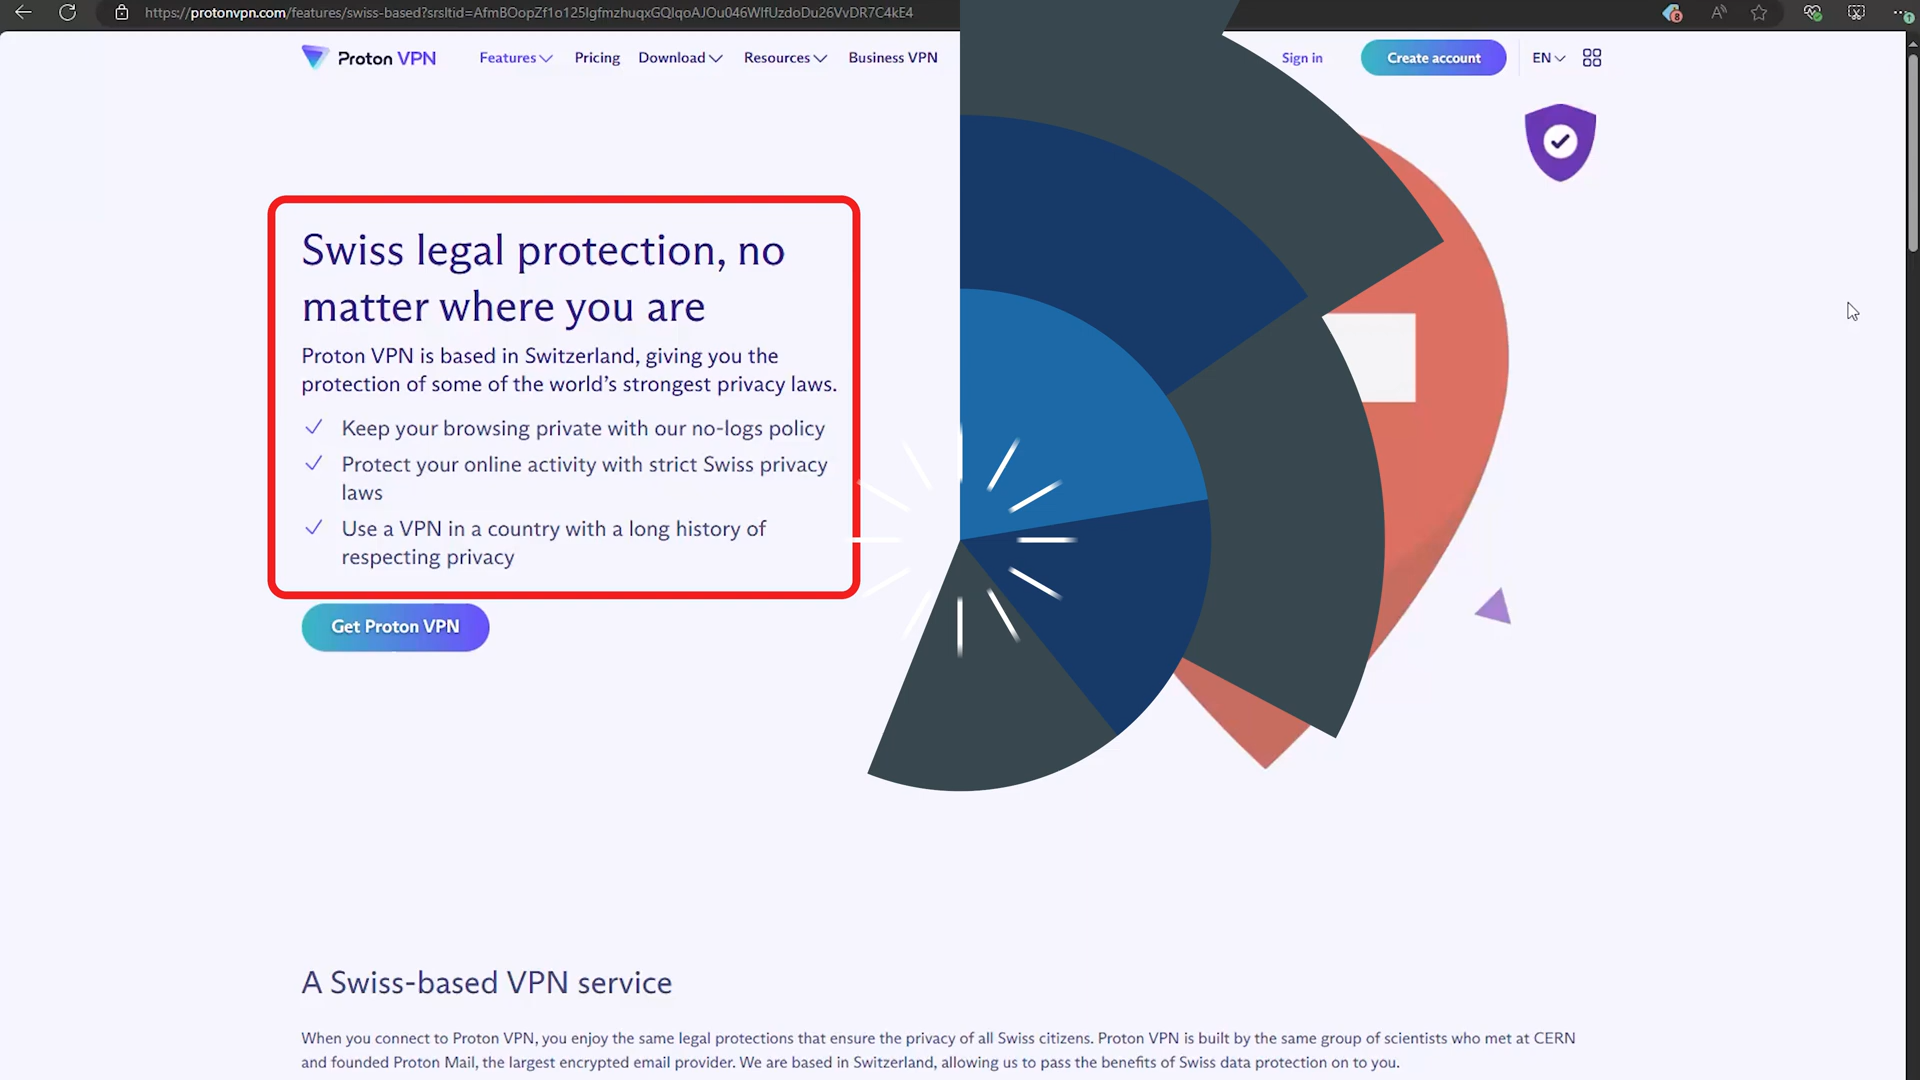 https://protonvpn.com/features/swiss-based?srsltid=AfmBOopZf1o125IgfmzhuqxGQlqoAJOu046WIfUzdoDu26VvDR7C4kE4
8
Proton VPN
Features
Pricing
Download
Resources
Business VPN
Sign in
Create account
EN
Swiss legal protection, no
matter where you are
Proton VPN is based in Switzerland, giving you the
protection of some of the world’s strongest privacy laws.
Keep your browsing private with our no-logs policy
Protect your online activity with strict Swiss privacy
laws
Use a VPN in a country with a long history of
respecting privacy
Get Proton VPN
A Swiss-based VPN service
When you connect to Proton VPN, you enjoy the same legal protections that ensure the privacy of all Swiss citizens. Proton VPN is built by the same group of scientists who met at CERN
and founded Proton Mail, the largest encrypted email provider. We are based in Switzerland, allowing us to pass the benefits of Swiss data protection on to you.